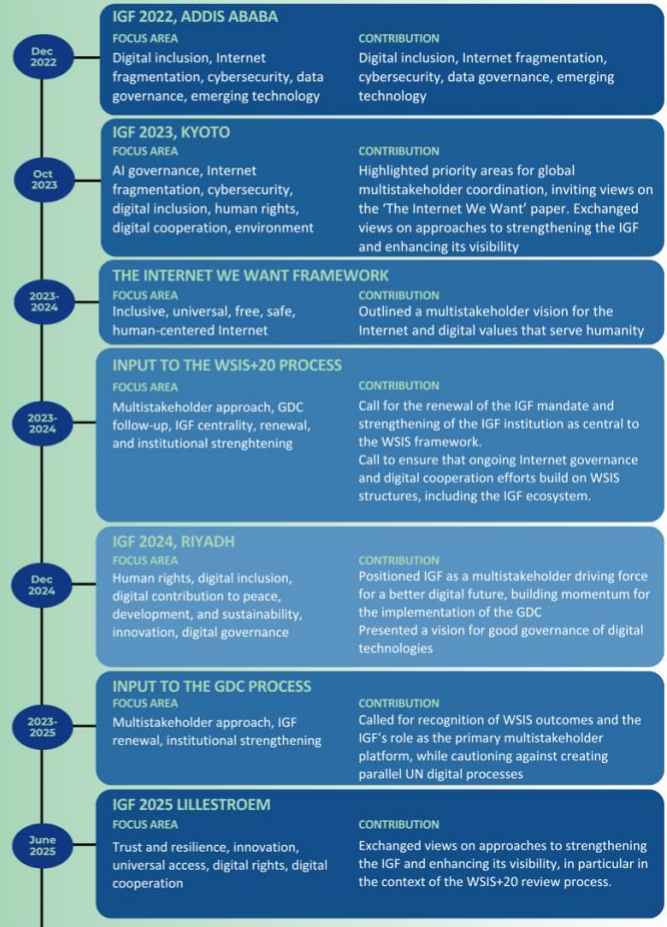 Dec
2022
IGF 2022, ADDIS ABABA
FOCUS AREA
Digital inclusion, Internet
fragmentation, cybersecurity, data
governance, emerging technology
CONTRIBUTION
Digital inclusion, Internet fragmentation,
cybersecurity, data governance, emerging
technology
Oct
2023
IGF 2023, KYOTO
FOCUS AREA
AI governance, Internet
fragmentation, cybersecurity,
digital inclusion, human rights,
digital cooperation, environment
CONTRIBUTION
Highlighted priority areas for global
multistakeholder coordination, inviting views on
the ‘The Internet We Want’ paper. Exchanged
views on approaches to strengthening the IGF
and enhancing its visibility
2023-
2024
THE INTERNET WE WANT FRAMEWORK
FOCUS AREA
Inclusive, universal, free, safe,
human-centered Internet
CONTRIBUTION
Outlined a multistakeholder vision for the
Internet and digital values that serve humanity
2023-
2024
INPUT TO THE WSIS+20 PROCESS
FOCUS AREA
Multistakeholder approach, GDC
follow-up, IGF centrality, renewal,
and institutional strenghtening
CONTRIBUTION
Call for the renewal of the IGF mandate and
strengthening of the IGF institution as central to
the WSIS framework.
Call to ensure that ongoing Internet governance
and digital cooperation efforts build on WSIS
structures, including the IGF ecosystem.
Dec
2024
IGF 2024, RIYADH
FOCUS AREA
Human rights, digital inclusion,
digital contribution to peace,
development, and sustainability,
innovation, digital governance
CONTRIBUTION
Positioned IGF as a multistakeholder driving force
for a better digital future, building momentum for
the implementation of the GDC
Presented a vision for good governance of digital
technologies
2023-
2025
INPUT TO THE GDC PROCESS
FOCUS AREA
Multistakeholder approach, IGF
renewal, institutional strengthening
CONTRIBUTION
Called for recognition of WSIS outcomes and the
IGF’s role as the primary multistakeholder
platform, while cautioning against creating
parallel UN digital processes
June
2025
IGF 2025 LILLESTROEM
FOCUS AREA
Trust and resilience, innovation,
universal access, digital rights, digital
cooperation
CONTRIBUTION
Exchanged views on approaches to strengthening
the IGF and enhancing its visibility, in particular in
the context of the WSIS+20 review process.